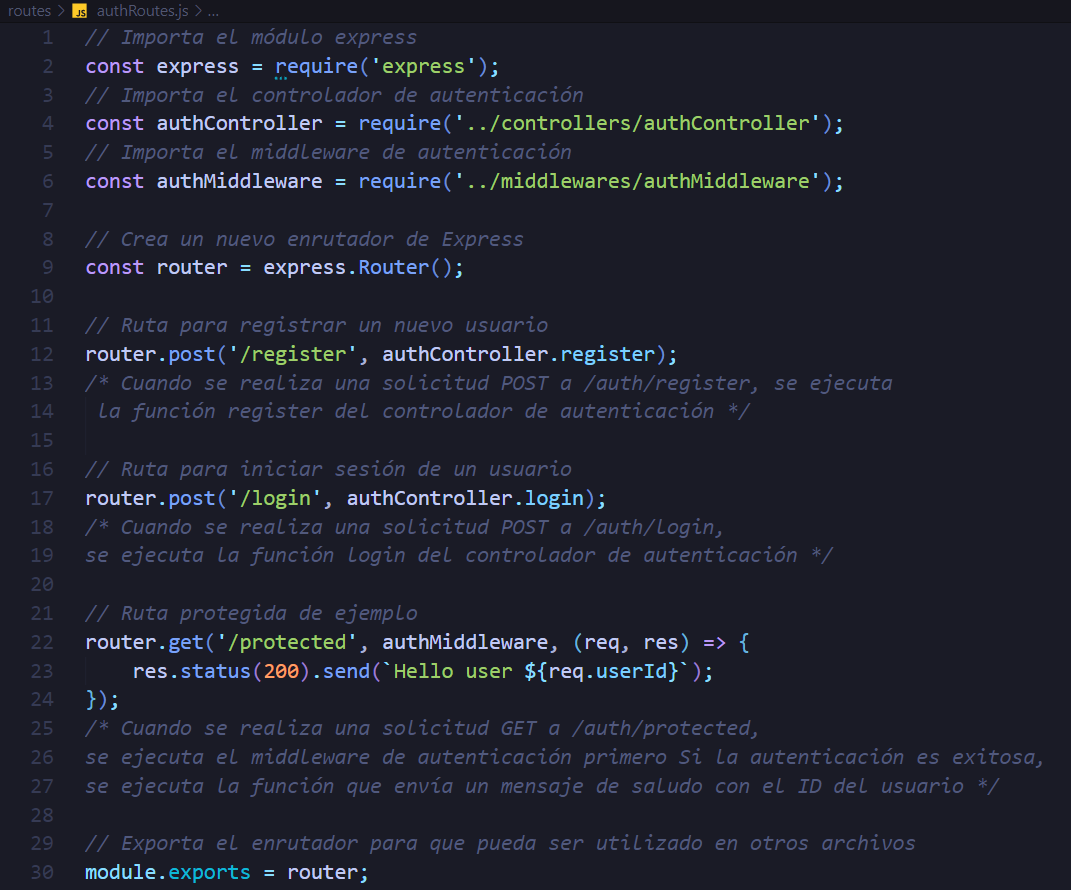 routes > JS authRoutes.js > ...
1 // Importa el módulo express
2 const express = require('express');
3 // Importa el controlador de autenticación
4 const authController = require('../controllers/authController');
5 // Importa el middleware de autenticación
6 const authMiddleware = require('../middlewares/authMiddleware');
7
8 // Crea un nuevo enrutador de Express
9 const router = express.Router();
10
11 // Ruta para registrar un nuevo usuario
12 router.post('/register', authController.register);
13 /* Cuando se realiza una solicitud POST a /auth/register, se ejecuta
14 la función register del controlador de autenticación */
15
16 // Ruta para iniciar sesión de un usuario
17 router.post('/login', authController.login);
18 /* Cuando se realiza una solicitud POST a /auth/login,
19 se ejecuta la función login del controlador de autenticación */
20
21 // Ruta protegida de ejemplo
22 router.get('/protected', authMiddleware, (req, res) => {
23     res.status(200).send(`Hello user ${req.userId}`);
24 });
25 /* Cuando se realiza una solicitud GET a /auth/protected,
26 se ejecuta el middleware de autenticación primero Si la autenticación es exitosa,
27 se ejecuta la función que envía un mensaje de saludo con el ID del usuario */
28
29 // Exporta el enrutador para que pueda ser utilizado en otros archivos
30 module.exports = router;